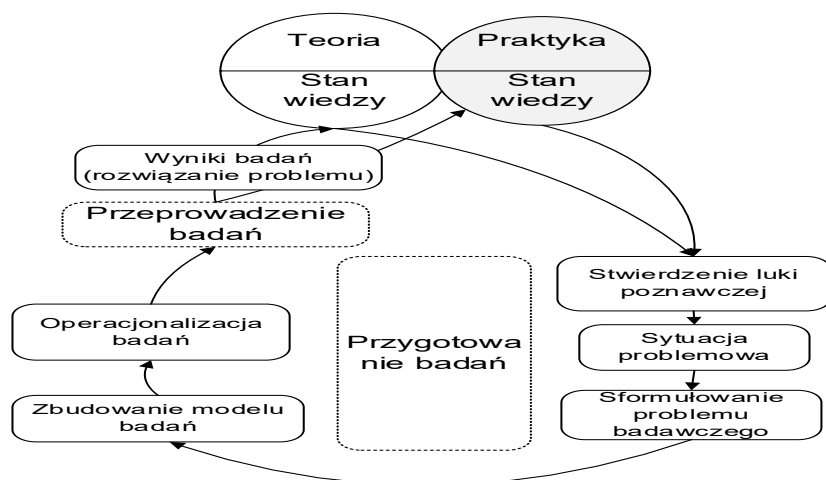 Teoria
Stan
wiedzy
Praktyka
Stan
wiedzy
Wyniki badań
(rozwiązanie problemu)
Przeprowadzenie
badań
Operacjonalizacja
badań
Zbudowanie modelu
badań
Przygotowa
nie badań
Stwierdzenie luki
poznawczej
Sytuacja
problemowa
Sformułowanie
problemu
badawczego